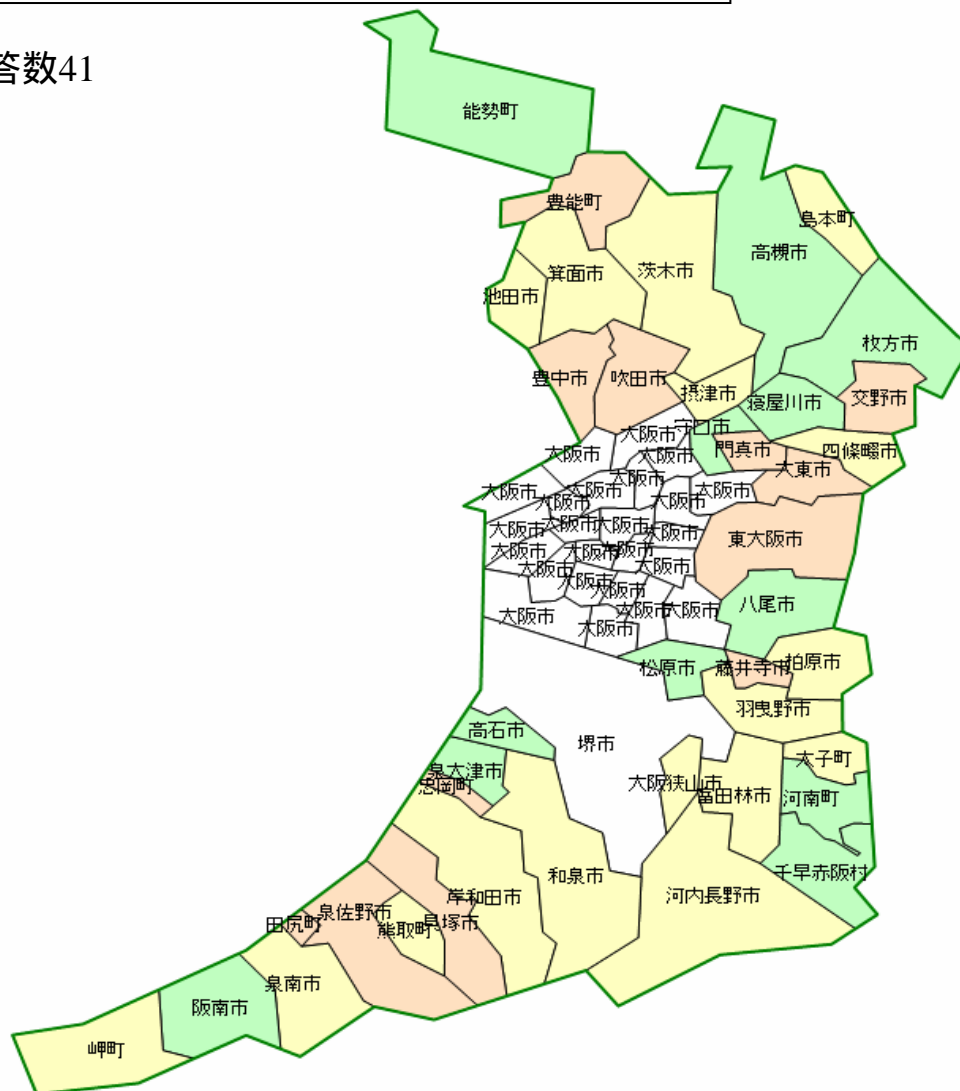 答数41
能勢町
豊能町
島本町
高槻市
茨木市
箕面市
池田市
枚方市
豊中市
吹田市
摂津市
交野市
寝屋川市
守口市
大阪市
門真市
四條畷市
大阪市
大阪市
大東市
大阪市
大阪市
大阪市
大阪市
大阪市
大阪市
大阪市
大阪市
大阪市
大阪市
大阪市
東大阪市
大阪市
大阪市
大阪市
大阪市
大阪市
大阪市
大阪市
八尾市
大阪市
大阪市
大阪市
大阪市
松原市
藤井寺市
柏原市
羽曳野市
高石市
堺市
太子町
泉大津市
忠岡町
大阪狭山市
富田林市
河南町
千早赤阪村
和泉市
岸和田市
河内長野市
泉佐野市
貝塚市
田尻町
熊取町
泉南市
阪南市
岬町